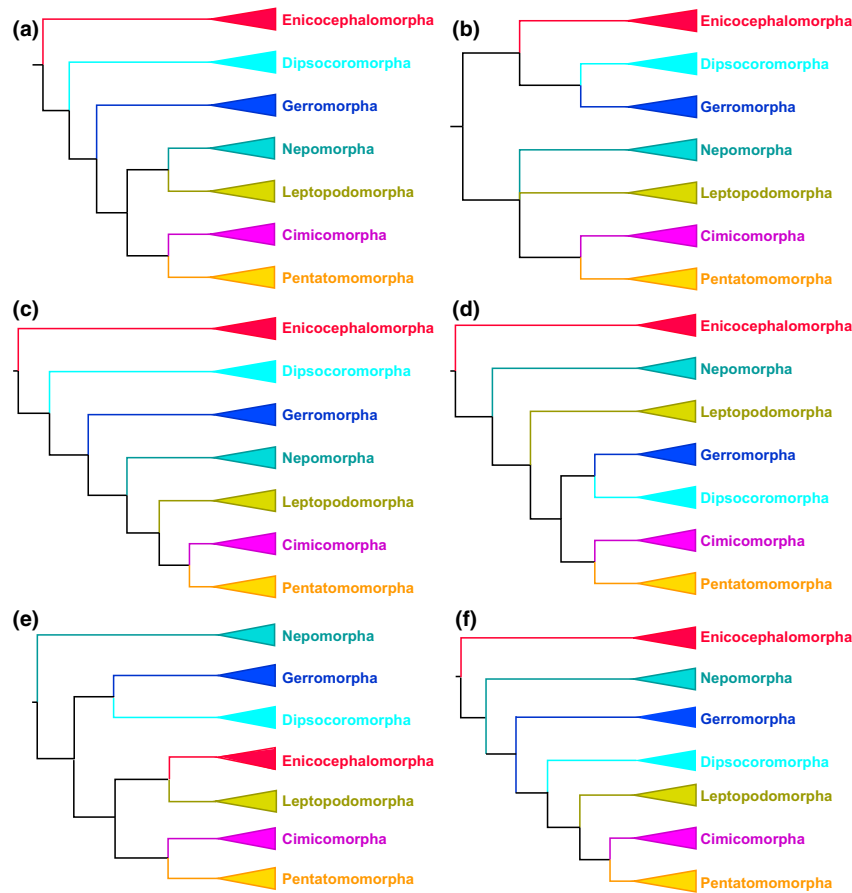 (a)
Enicocephalomorpha
Dipsocoromorpha
Gerromorpha
Nepomorpha
Leptopodomorpha
Cimicomorpha
Pentatomomorpha
(b)
Enicocephalomorpha
Dipsocoromorpha
Gerromorpha
Nepomorpha
Leptopodomorpha
Cimicomorpha
Pentatomomorpha
(c)
Enicocephalomorpha
Dipsocoromorpha
Gerromorpha
Nepomorpha
Leptopodomorpha
Cimicomorpha
Pentatomomorpha
(d)
Enicocephalomorpha
Nepomorpha
Leptopodomorpha
Gerromorpha
Dipsocoromorpha
Cimicomorpha
Pentatomomorpha
(e)
Nepomorpha
Gerromorpha
Dipsocoromorpha
Enicocephalomorpha
Leptopodomorpha
Cimicomorpha
Pentatomomorpha
(f)
Enicocephalomorpha
Nepomorpha
Gerromorpha
Dipsocoromorpha
Leptopodomorpha
Cimicomorpha
Pentatomomorpha